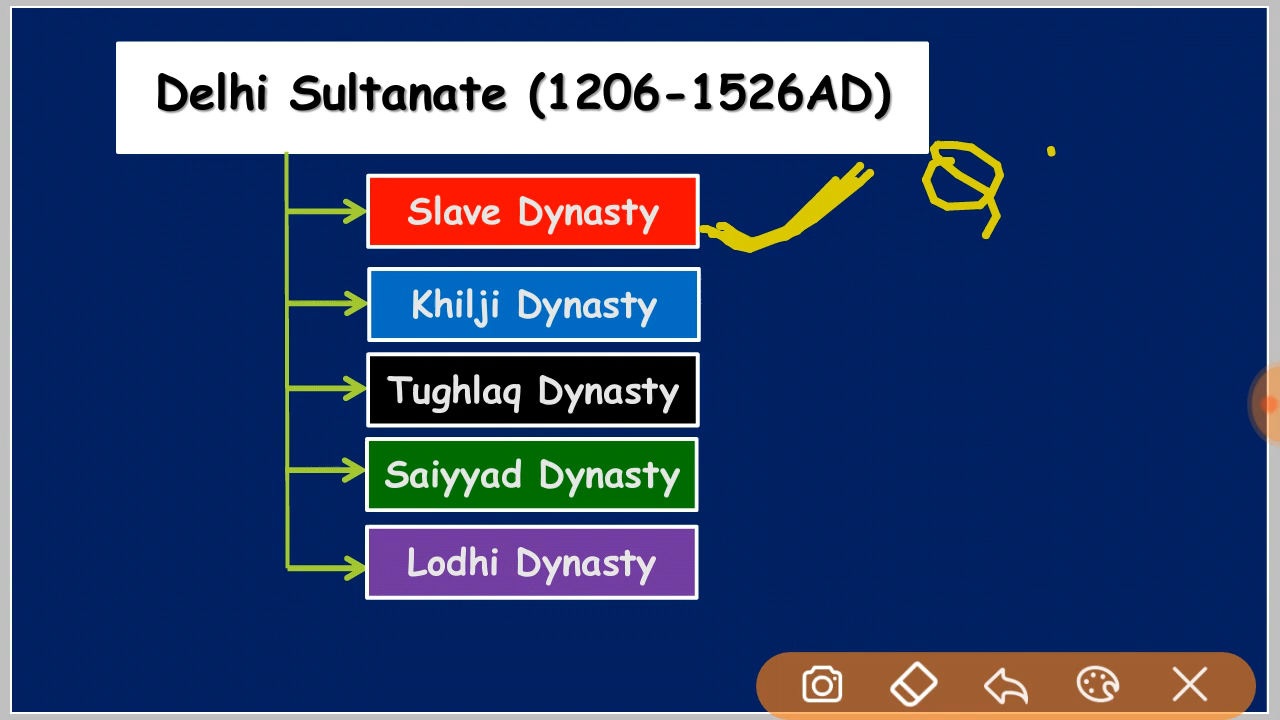 Delhi Sultanate (1206-1526AD)
Slave Dynasty
Khilji Dynasty
Tughlaq Dynasty
Saiyyad Dynasty
Lodhi Dynasty